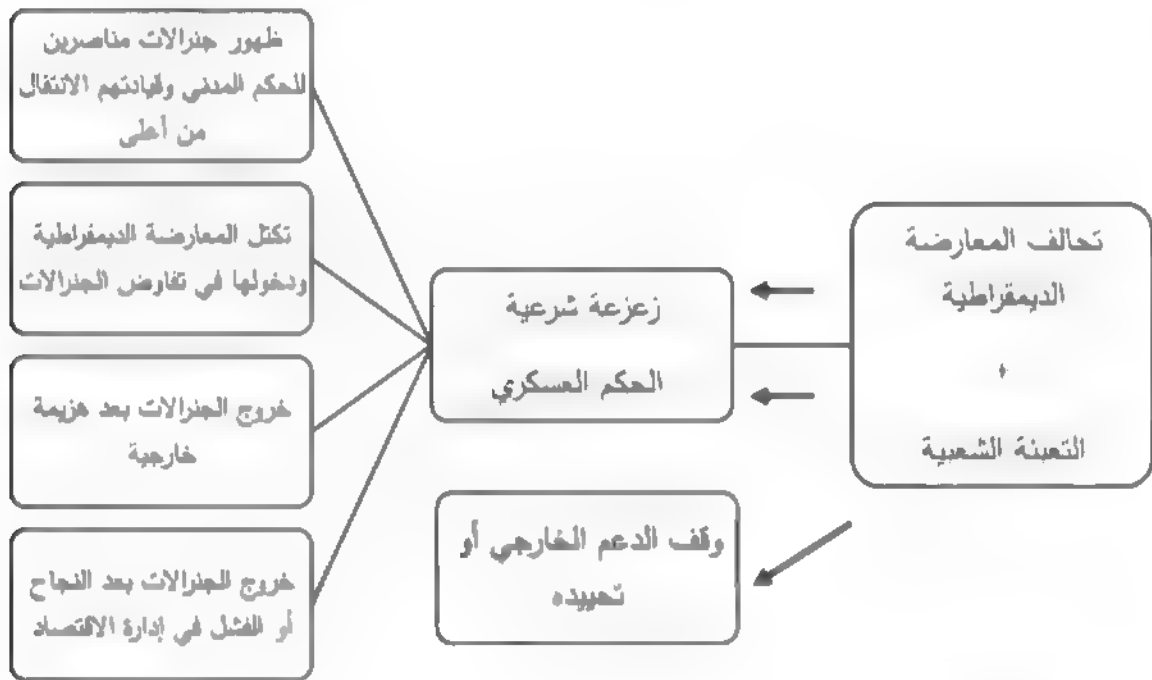 تحالف المعارضة
الديمقراطية
+
التعبئة الشعبية
زعزعة شرعية
الحكم العسكري
وقف الدعم الخارجي أو
تحييده
ظهور جنرالات مناصرين
للحكم المدني وقيادتهم الانتقال
من أعلى
تكتل المعارضة الديمقراطية
ودخولها في تفاوض الجنرالات
خروج الجنرالات بعد هزيمة
خارجية
خروج الجنرالات بعد النجاح
أو الفشل في إدارة الاقتصاد